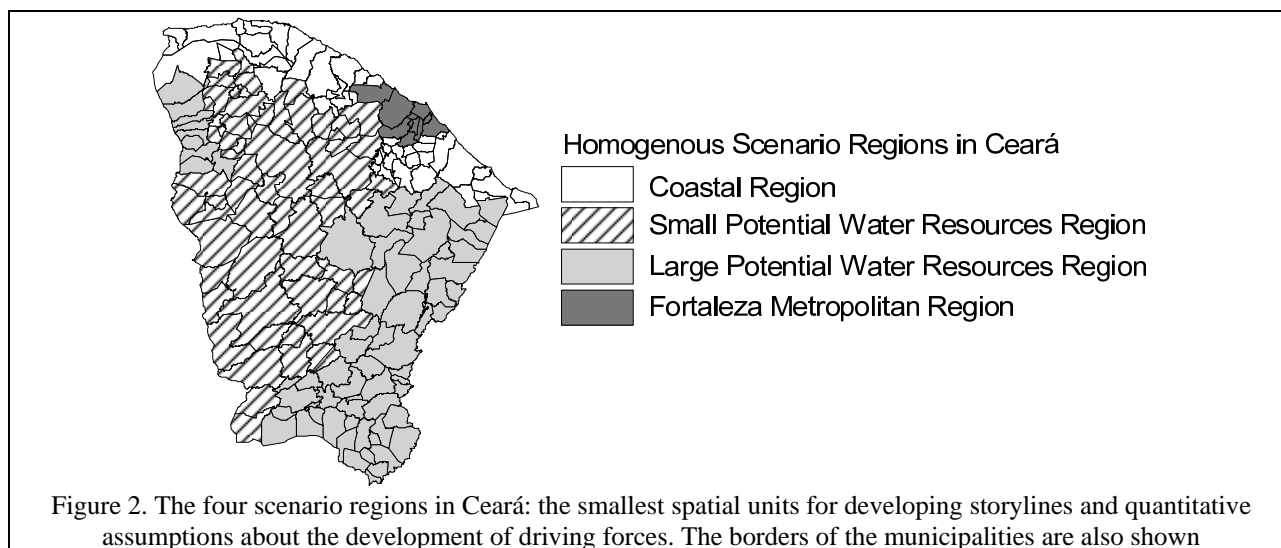 Homogenous Scenario Regions in Ceará
Coastal Region
Small Potential Water Resources Region
Large Potential Water Resources Region
Fortaleza Metropolitan Region
Figure 2. The four scenario regions in Ceará: the smallest spatial units for developing storylines and quantitative
assumptions about the development of driving forces. The borders of the municipalities are also shown